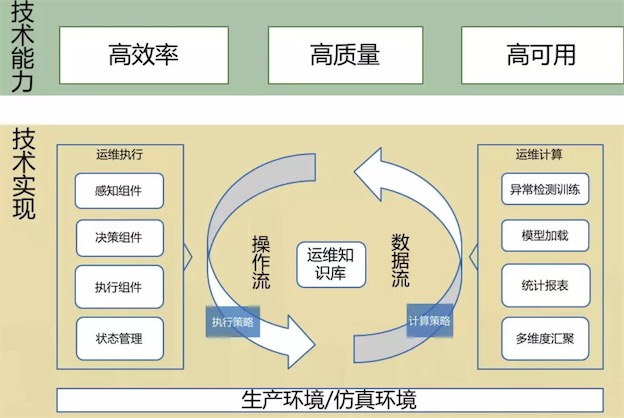 技术能力
高效率
高质量
高可用
技术实现
运维执行
感知组件
决策组件
执行组件
状态管理
操作流
执行策略
运维知
识库
数据流
计算策略
运维计算
异常检测训练
模型加载
统计报表
多维度汇聚
生产环境/仿真环境